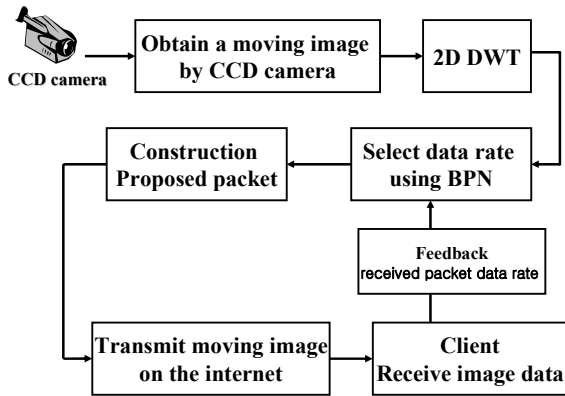 CCD camera
Obtain a moving image
by CCD camera
2D DWT
Select data rate
using BPN
Construction
Proposed packet
Feedback
received packet data rate
Transmit moving image
on the internet
Client
Receive image data